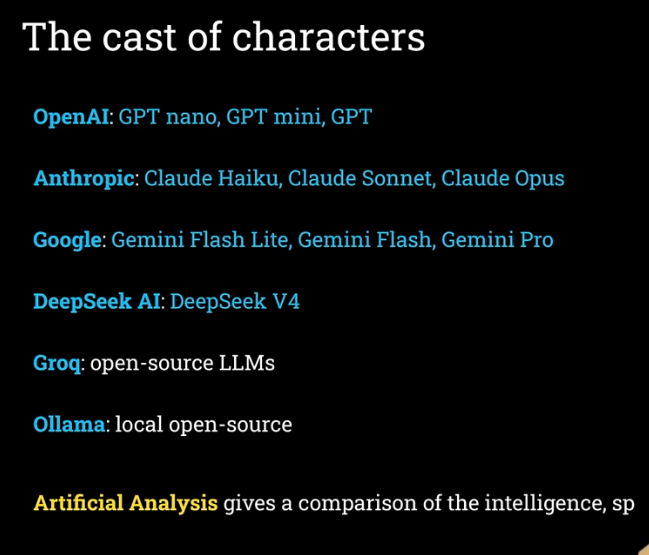 The cast of characters
OpenAI: GPT nano, GPT mini, GPT
Anthropic: Claude Haiku, Claude Sonnet, Claude Opus
Google: Gemini Flash Lite, Gemini Flash, Gemini Pro
DeepSeek AI: DeepSeek V4
Groq: open-source LLMs
Ollama: local open-source
Artificial Analysis gives a comparison of the intelligence, sp